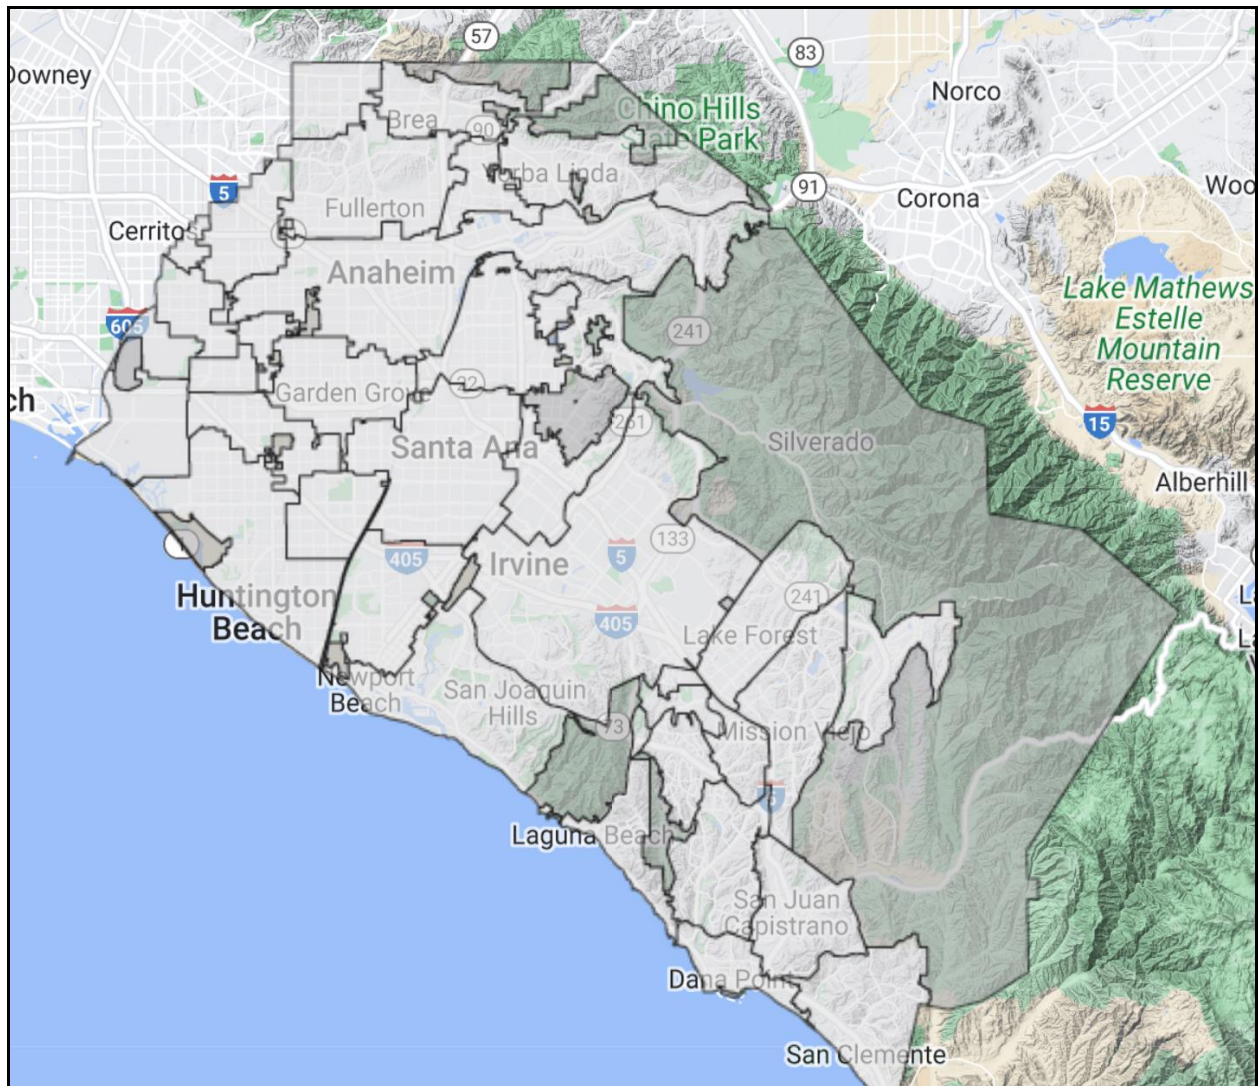 57
83
Downey
Norco
Chino Hills
State Park
Brea
90
91
Yorba Linda
5
Woo
Corona
Fullerton
Cerritos
Anaheim
Lake Mathews
Estelle
Mountain
Reserve
605
241
22
Garden Grove
ch
261
15
Santa Ana
Silverado
Alberhill
133
405
Irvine
5
Huntington
Beach
241
405
Lake Forest
L
L
Newport
Beach
San Joaquin
Hills
73
Mission Viejo
5
Laguna Beach
San Juan
Capistrano
Dana Point
San Clemente